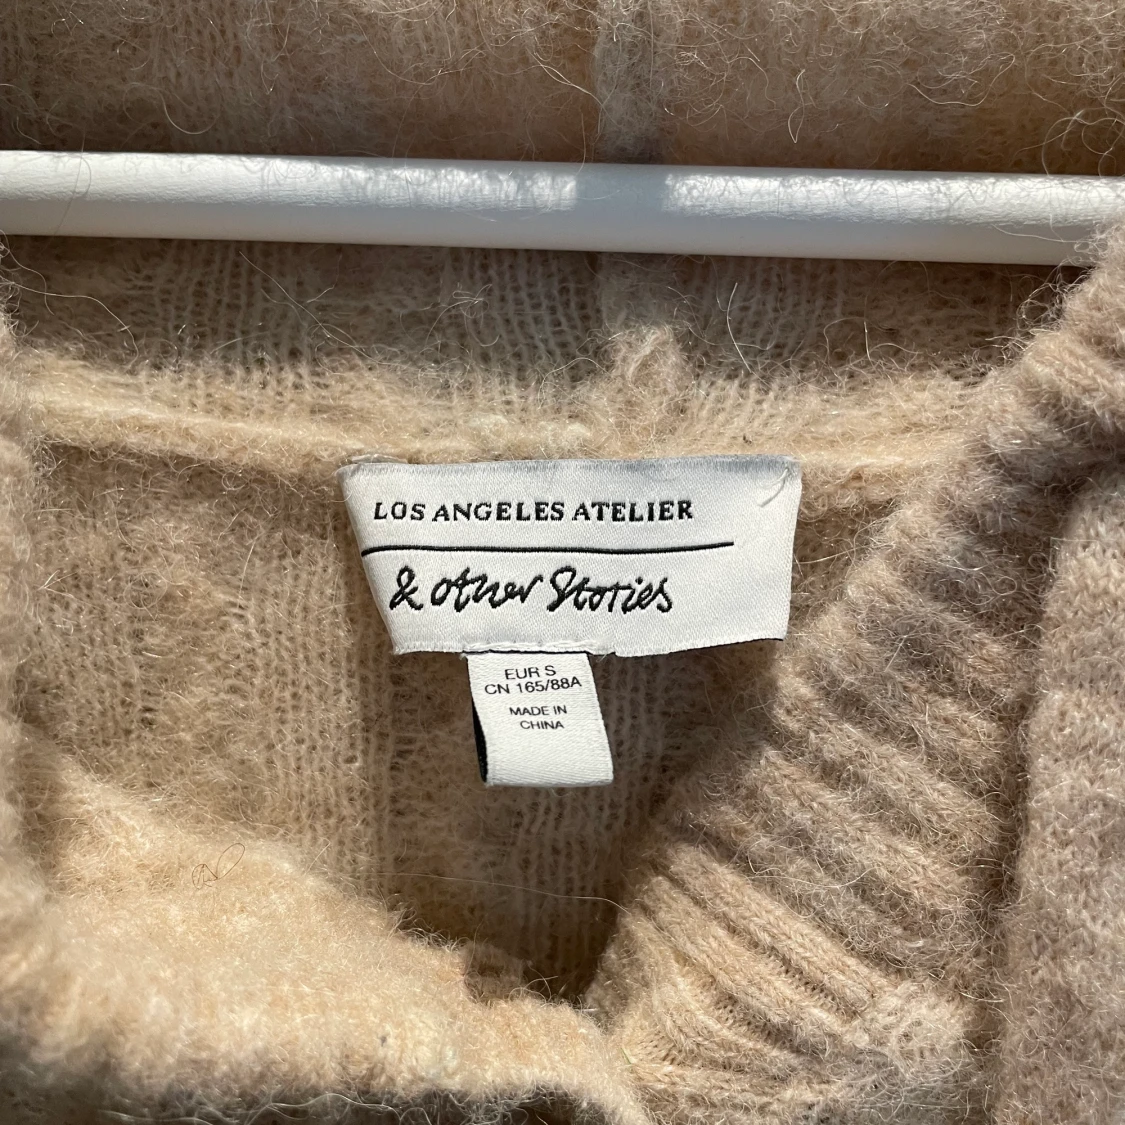 LOS ANGELES ATELIER
& other Stories
EUR S
CN 165/88A
MADE IN
CHINA